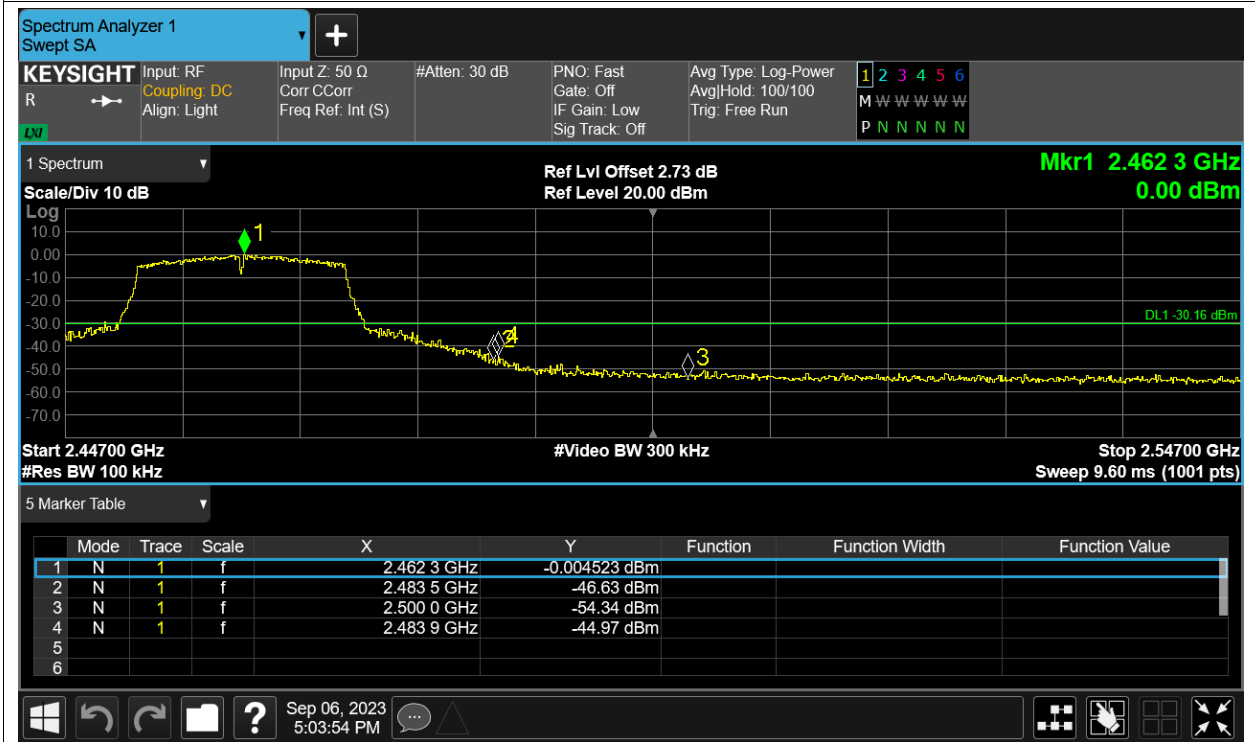 Spectrum Analyzer 1
Swept SA
+
KEYSIGHT Input: RF Input Z: 50 Ω #Atten: 30 dB PNO: Fast Avg Type: Log-Power 1 2 3 4 5 6
R Coupling: DC Corr CCorr Gate: Off Avg|Hold: 100/100 M W W W W W
Align: Light Freq Ref: Int (S) IF Gain: Low Trig: Free Run
LXI Sig Track: Off P N N N N N
1 Spectrum Ref Lvl Offset 2.73 dB Mkr1 2.462 3 GHz
Scale/Div 10 dB Ref Level 20.00 dBm 0.00 dBm
Log
10.0
1
0.00
-10.0
-20.0
-30.0
DL1 -30.16 dBm
-40.0
2 4
-50.0
3
-60.0
-70.0
Start 2.44700 GHz #Video BW 300 kHz Stop 2.54700 GHz
#Res BW 100 kHz Sweep 9.60 ms (1001 pts)
5 Marker Table
Mode Trace Scale X Y Function Function Width Function Value
1 N 1 f 2.462 3 GHz -0.004523 dBm
2 N 1 f 2.483 5 GHz -46.63 dBm
3 N 1 f 2.500 0 GHz -54.34 dBm
4 N 1 f 2.483 9 GHz -44.97 dBm
5
6
? Sep 06, 2023
5:03:54 PM